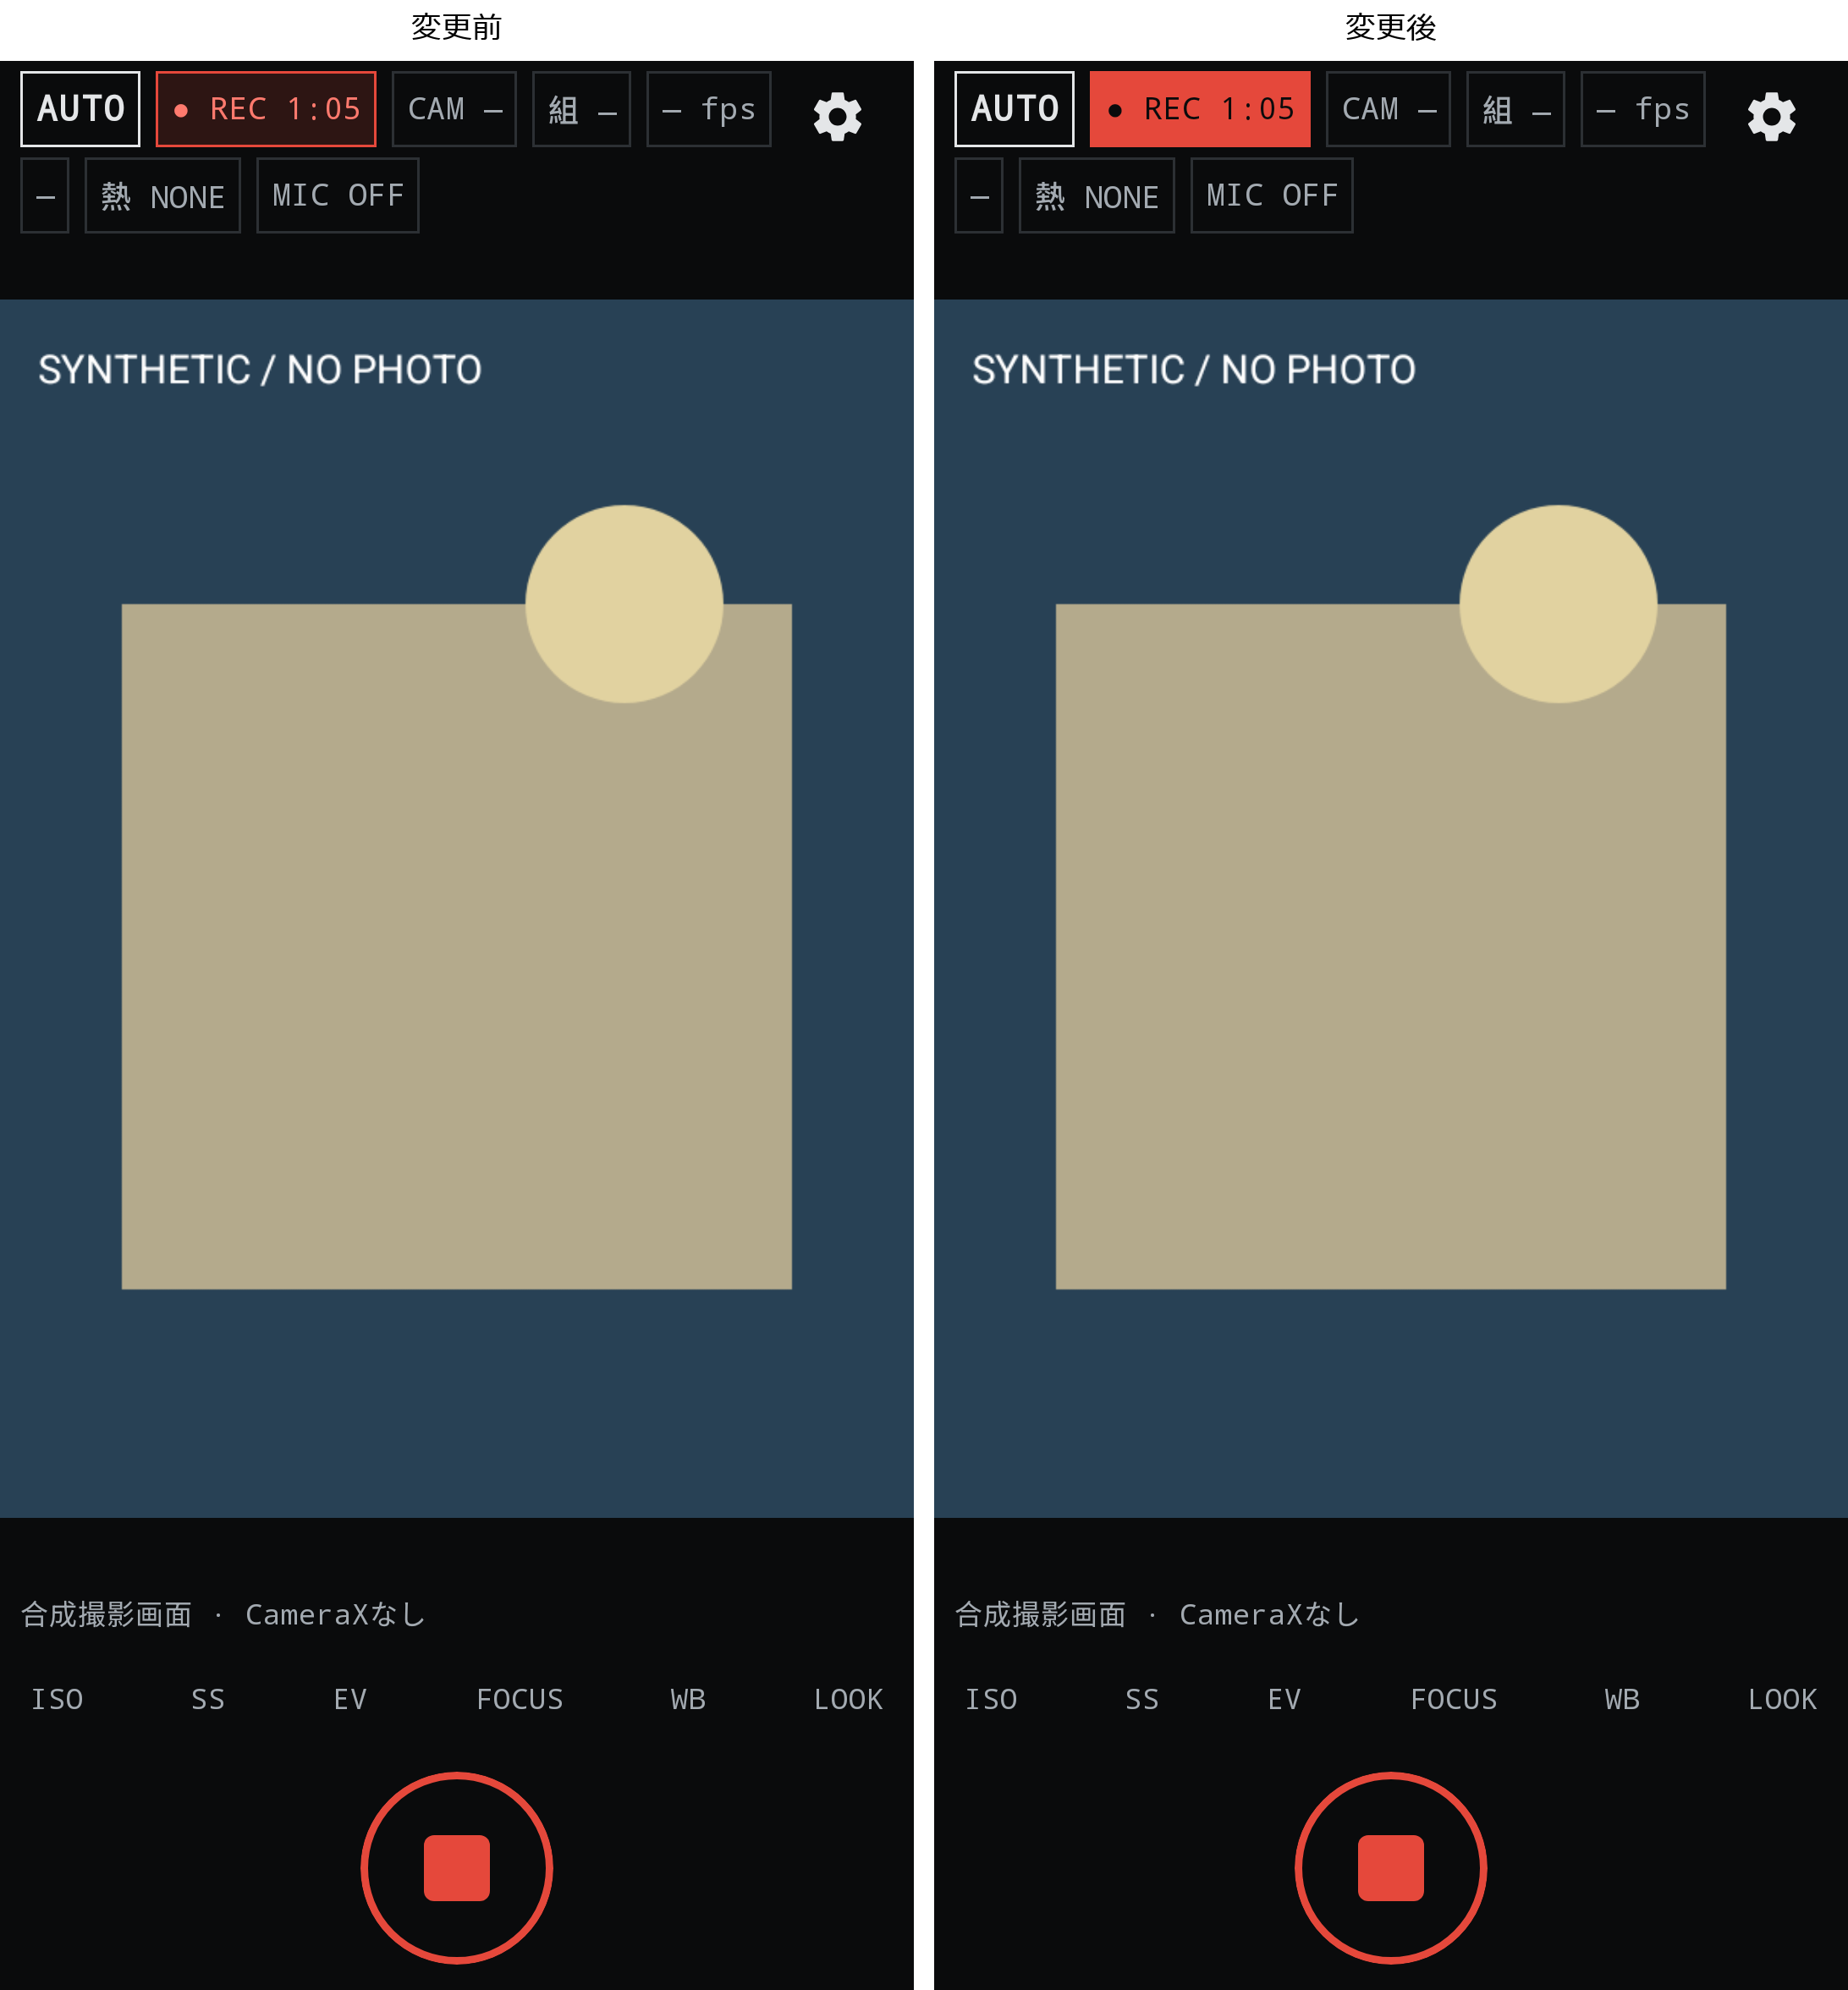 変更前
AUTO ● REC 1:05 CAM — 組 — — fps
— 熱 NONE MIC OFF
SYNTHETIC / NO PHOTO
合成撮影画面 · CameraXなし
ISO SS EV FOCUS WB LOOK
変更後
AUTO ● REC 1:05 CAM — 組 — — fps
— 熱 NONE MIC OFF
SYNTHETIC / NO PHOTO
合成撮影画面 · CameraXなし
ISO SS EV FOCUS WB LOOK